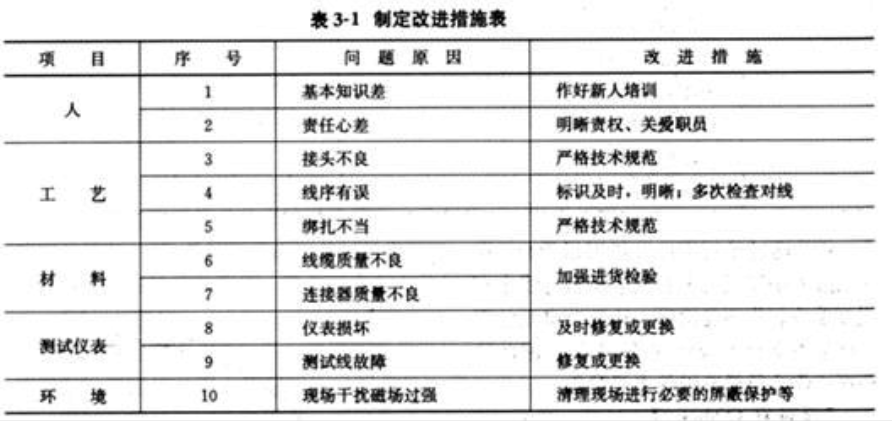 表 3-1 制定改进措施表
项 目 序 号 问 题 原 因 改 进 措 施
人 1 基本知识差 作好新人培训
2 责任心差 明晰责权、关爱职员
工 艺 3 接头不良 严格技术规范
4 线序有误 标识及时，明晰；多次检查对线
5 绑扎不当 严格技术规范
材 料 6 线缆质量不良 加强进货检验
7 连接器质量不良
测试仪表 8 仪表损坏 及时修复或更换
9 测试线故障 修复或更换
环 境 10 现场干扰磁场过强 清理现场进行必要的屏蔽保护等